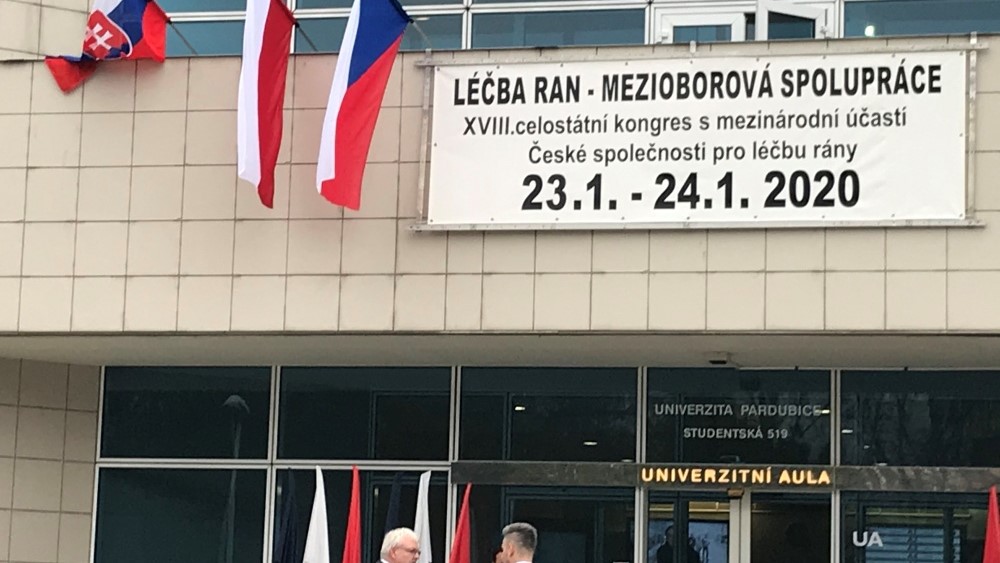 LÉČBA RAN - MEZIOBOROVÁ SPOLUPRÁCE
XVIII.celostátní kongres s mezinárodní účastí
České společnosti pro léčbu rány
23.1. - 24.1. 2020
UNIVERZITA PARDUBICE
STUDENTSKÁ 519
UNIVERZITNÍ AULA
UA